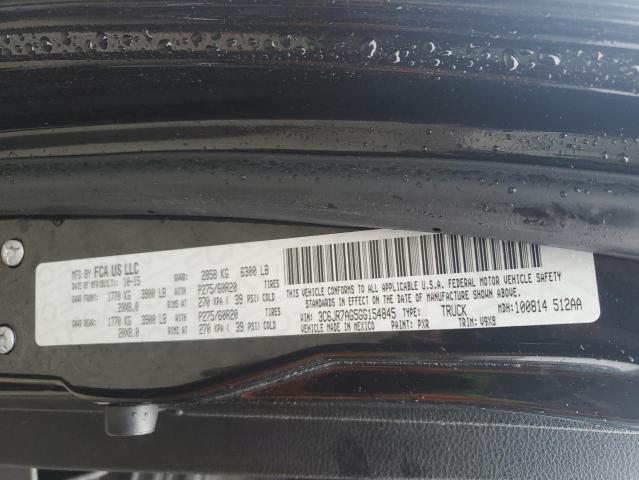 MFD BY FCA US LLC
DATE OF MFR(BUILT): 10-15 GVWR: 2858 KG 6300 LB
GAWR FRONT: 1770 KG 3900 LB WITH P275/60R20 TIRES
20X8.0 RIMS AT 270 KPA ( 39 PSI) COLD
GAWR REAR: 1770 KG 3900 LB WITH P275/60R20 TIRES
20X8.0 RIMS AT 270 KPA ( 39 PSI) COLD
THIS VEHICLE CONFORMS TO ALL APPLICABLE U.S.A. FEDERAL MOTOR VEHICLE SAFETY
STANDARDS IN EFFECT ON THE DATE OF MANUFACTURE SHOWN ABOVE.
VIN: 3C6JR7AG5GG154845 TYPE: TRUCK MDH:100814 512AA
VEHICLE MADE IN MEXICO PAINT: PXR TRIM: V9X8